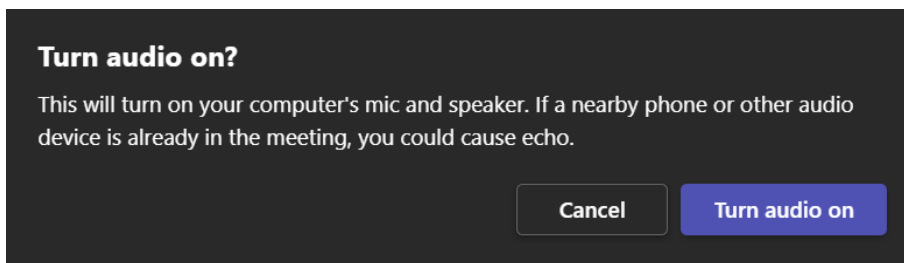 Turn audio on?
This will turn on your computer's mic and speaker. If a nearby phone or other audio
device is already in the meeting, you could cause echo.
Cancel
Turn audio on